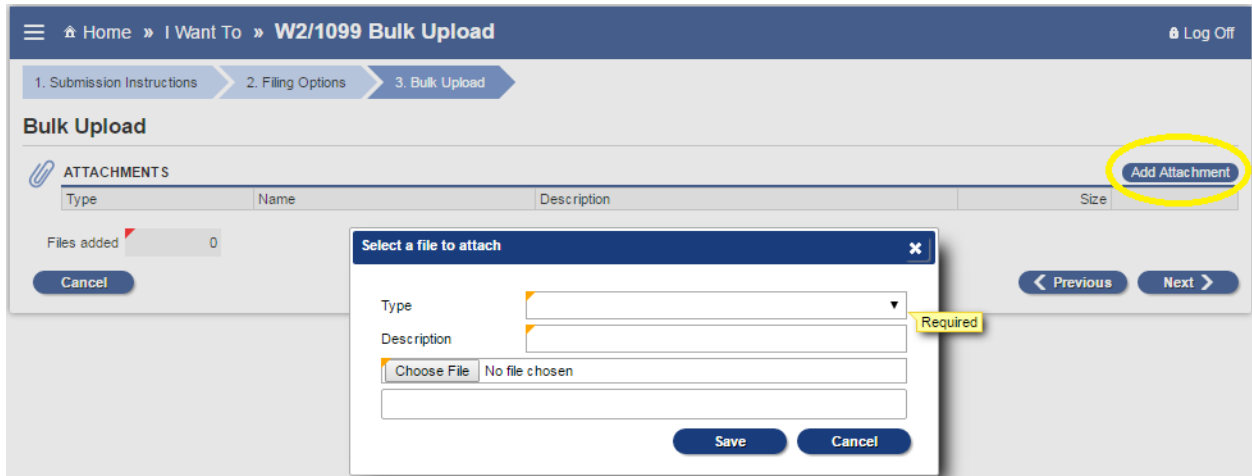 Home » I Want To » W2/1099 Bulk Upload Log Off
1. Submission Instructions 2. Filing Options 3. Bulk Upload
Bulk Upload
ATTACHMENTS Add Attachment
Type Name Description Size
Files added 0
Cancel Previous Next
Select a file to attach
Type
Required
Description
Choose File No file chosen
Save Cancel